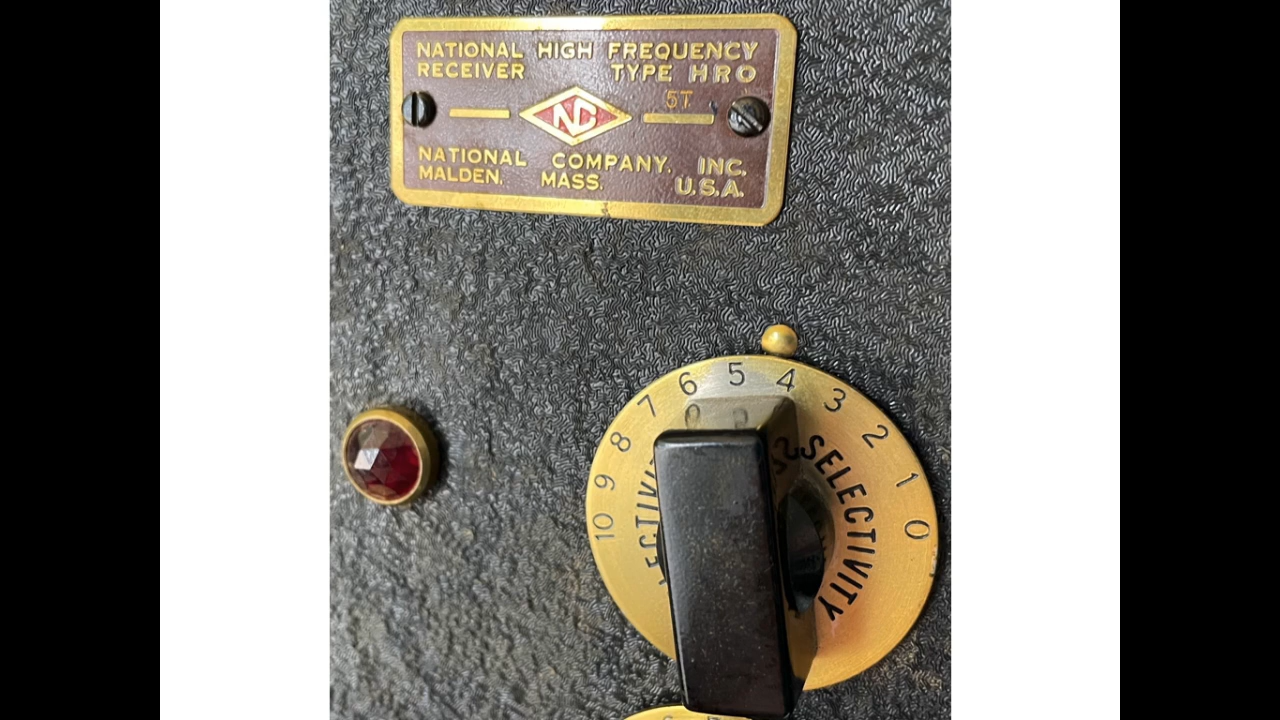 NATIONAL HIGH FREQUENCY
RECEIVER TYPE HRO
5T
NC
NATIONAL COMPANY, INC.
MALDEN, MASS. U.S.A.
10 9 8 7 6 5 4 3 2 1 0
SELECTIVITY